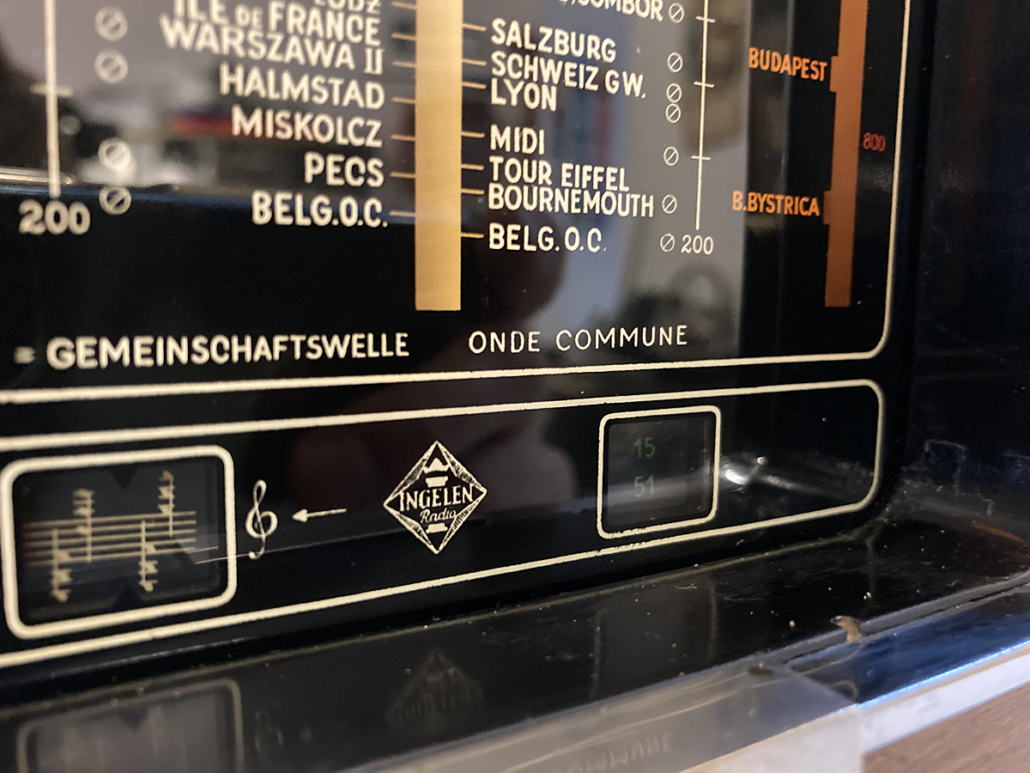 ILE DE FRANCE
WARSZAWA II
HALMSTAD
MISKOLCZ
PECS
BELG.O.C.
200
SALZBURG
SCHWEIZ GW.
LYON
MIDI
TOUR EIFFEL
BOURNEMOUTH
BELG.O.C.
200
BUDAPEST
800
B.BYSTRICA
= GEMEINSCHAFTSWELLE ONDE COMMUNE
INGELEN
Radio
15
51